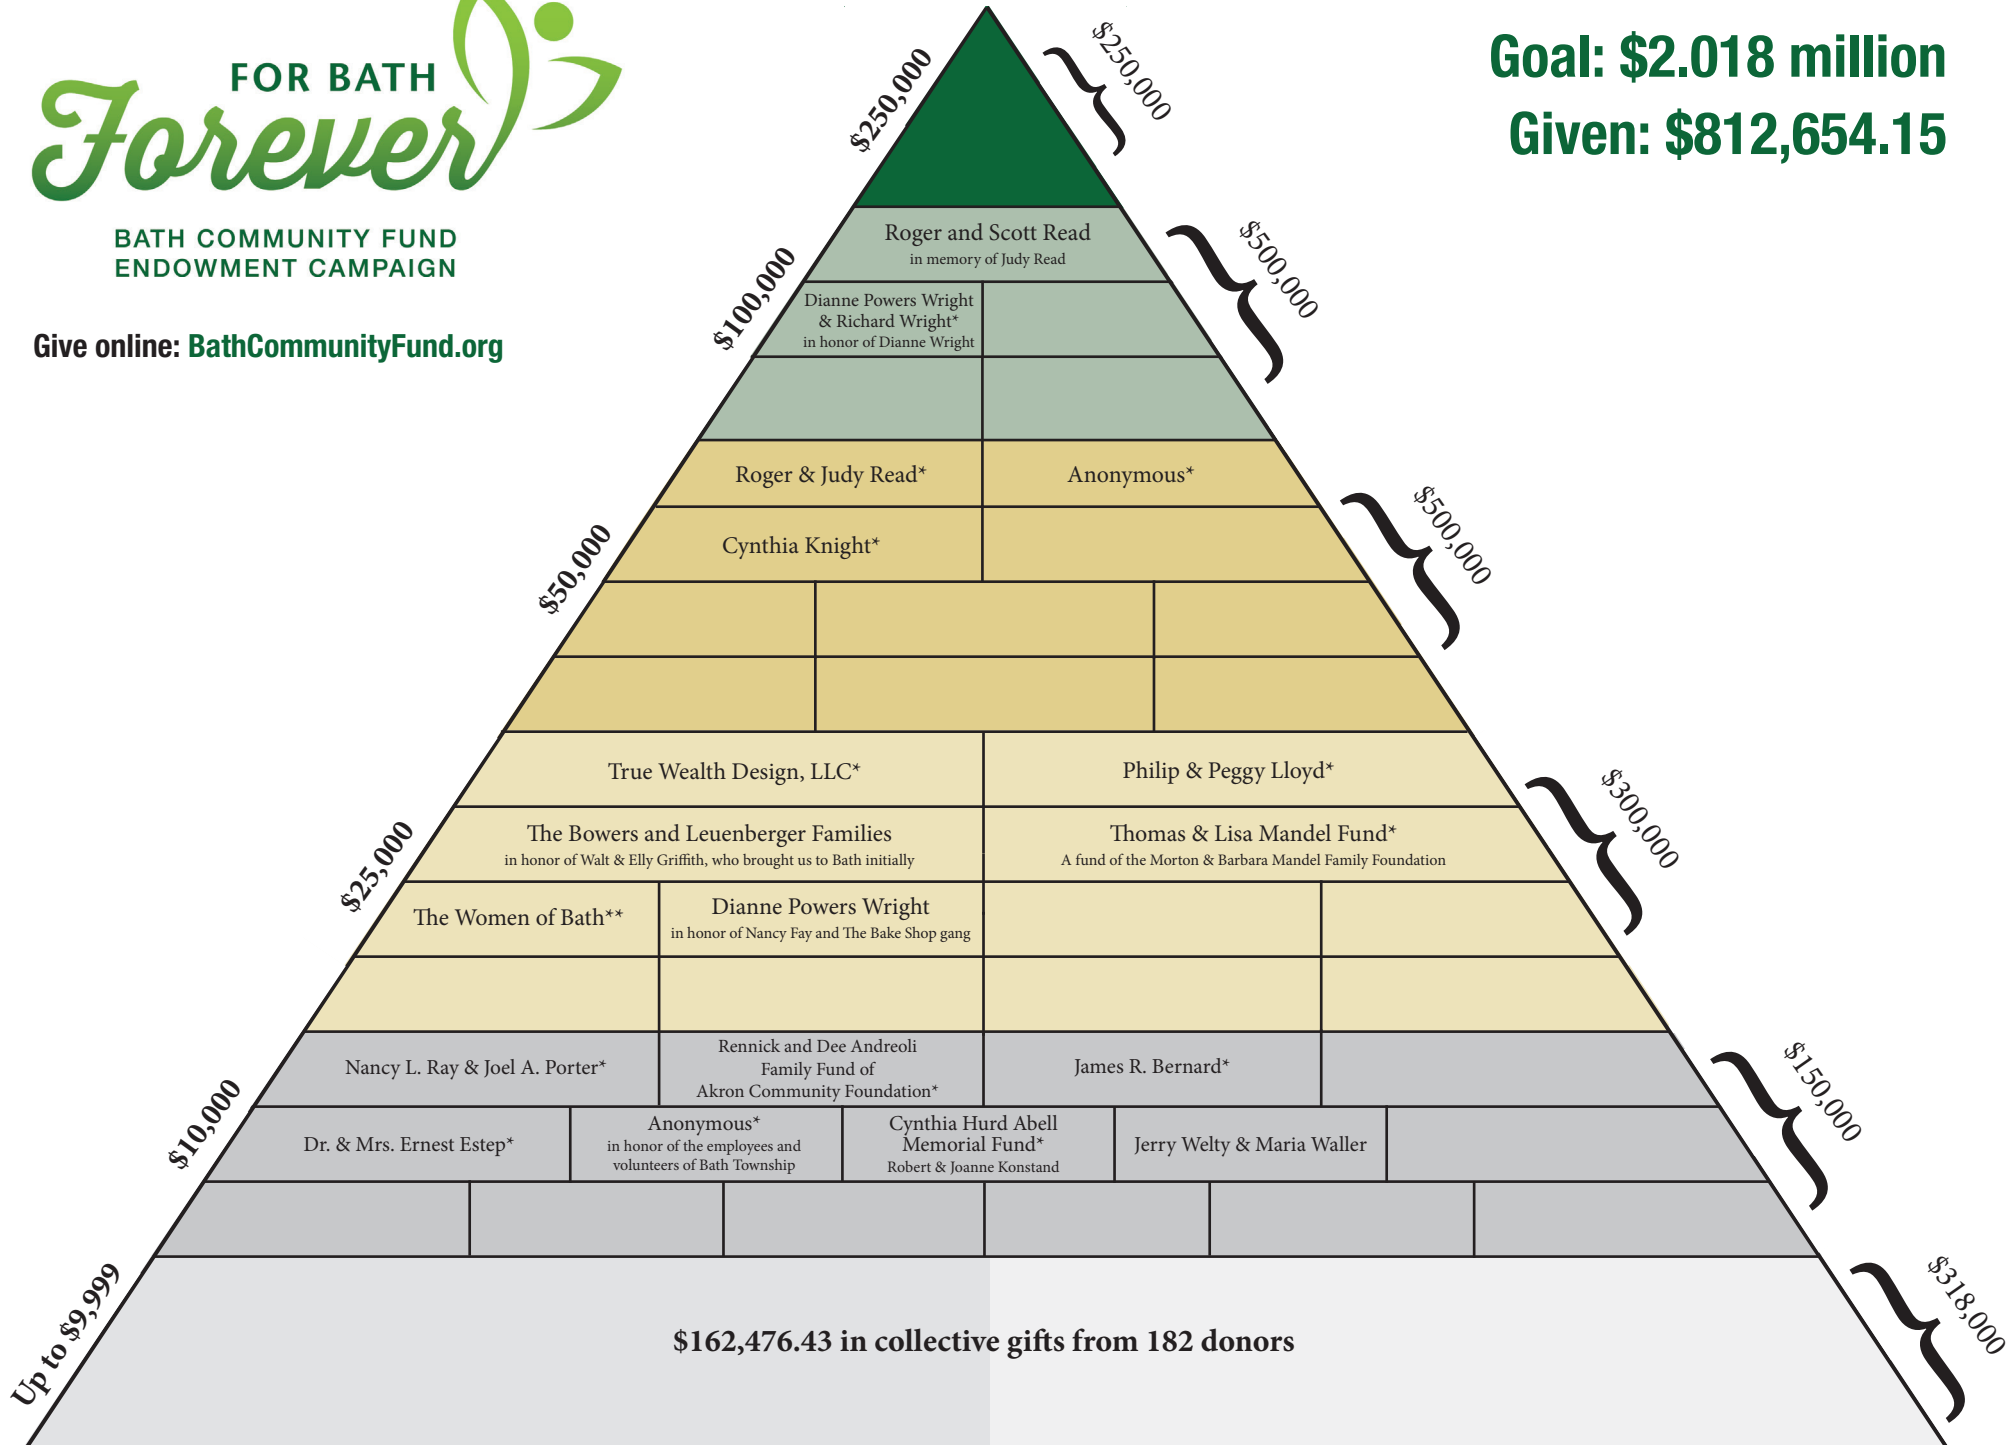 FOR BATH
Forever
BATH COMMUNITY FUND
ENDOWMENT CAMPAIGN
Give online: BathCommunityFund.org
Goal: $2.018 million
Given: $812,654.15
$250,000
$250,000
Roger and Scott Read
in memory of Judy Read
$100,000
$500,000
Dianne Powers Wright
& Richard Wright*
in honor of Dianne Wright
Roger & Judy Read*
Anonymous*
$50,000
$500,000
Cynthia Knight*
True Wealth Design, LLC*
Philip & Peggy Lloyd*
$25,000
$300,000
The Bowers and Leuenberger Families
in honor of Walt & Elly Griffith, who brought us to Bath initially
Thomas & Lisa Mandel Fund*
A fund of the Morton & Barbara Mandel Family Foundation
The Women of Bath**
Dianne Powers Wright
in honor of Nancy Fay and The Bake Shop gang
Nancy L. Ray & Joel A. Porter*
Rennick and Dee Andreoli
Family Fund of
Akron Community Foundation*
James R. Bernard*
$10,000
$150,000
Dr. & Mrs. Ernest Estep*
Anonymous*
in honor of the employees and
volunteers of Bath Township
Cynthia Hurd Abell
Memorial Fund*
Robert & Joanne Konstand
Jerry Welty & Maria Waller
Up to $9,999
$318,000
$162,476.43 in collective gifts from 182 donors